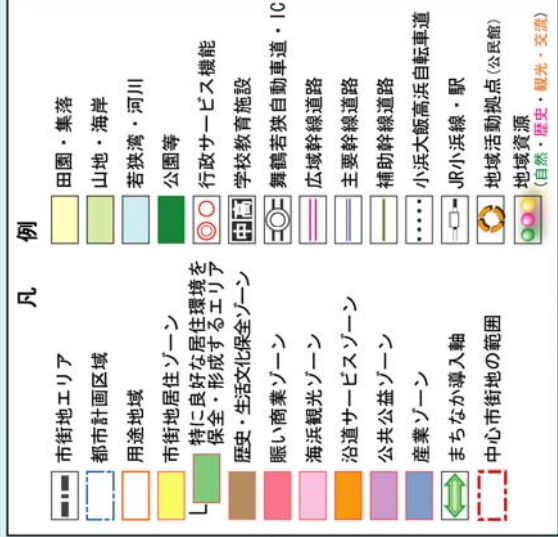 凡例
市街地エリア
都市計画区域
用途地域
市街地居住ゾーン
特に良好な居住環境を
保全・形成するエリア
歴史・生活文化保全ゾーン
賑い商業ゾーン
海浜観光ゾーン
沿道サービスゾーン
公共公益ゾーン
産業ゾーン
まちなか導入軸
中心市街地の範囲
田園・集落
山地・海岸
若狭湾・河川
公園等
行政サービス機能
中高
学校教育施設
舞鶴若狭自動車道・IC
広域幹線道路
主要幹線道路
補助幹線道路
小浜大飯高浜自転車道
JR小浜線・駅
地域活動拠点(公民館)
地域資源
(自然・歴史・観光・交流)